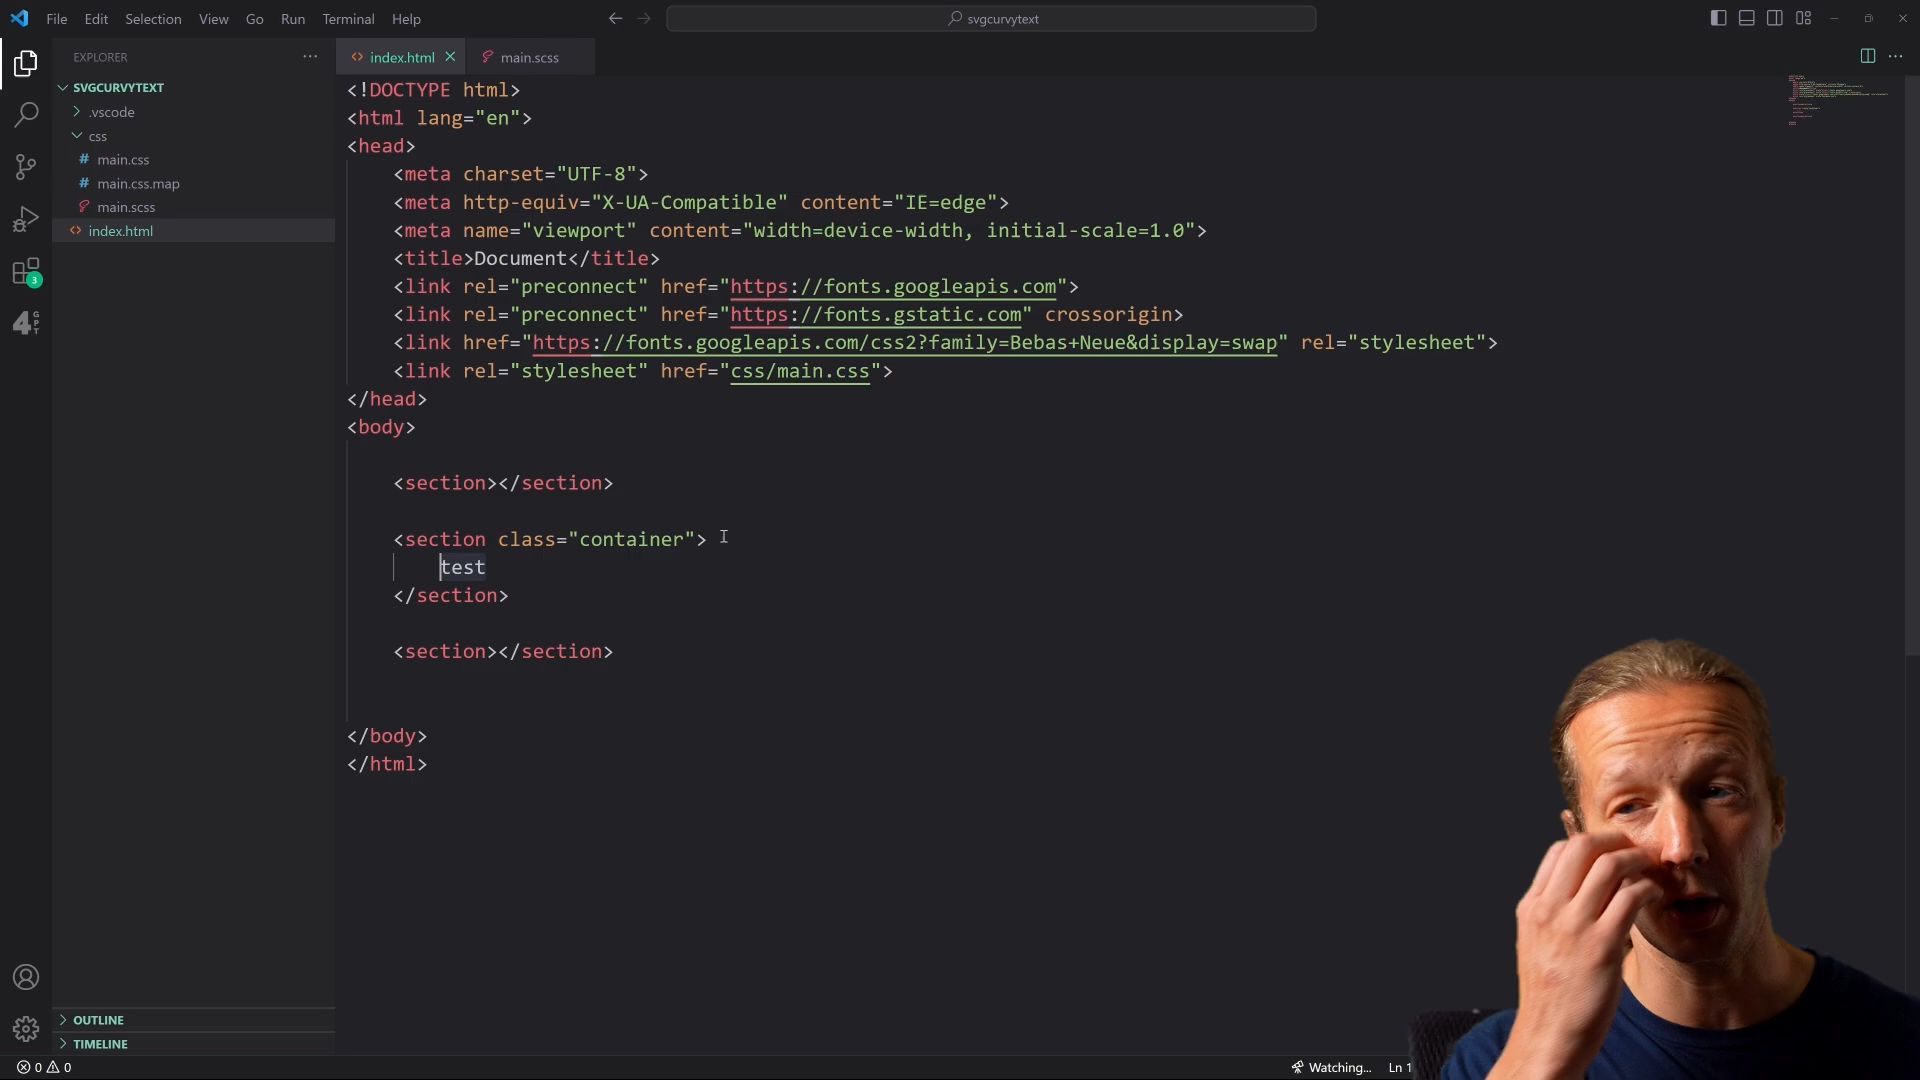 File Edit Selection View Go Run Terminal Help
svgcurvytext
EXPLORER
index.html
main.scss
SVGCURVYTEXT
.vscode
css
main.css
main.css.map
main.scss
index.html
3
4 GPT
<!DOCTYPE html>
<html lang="en">
<head>
<meta charset="UTF-8">
<meta http-equiv="X-UA-Compatible" content="IE=edge">
<meta name="viewport" content="width=device-width, initial-scale=1.0">
<title>Document</title>
<link rel="preconnect" href="https://fonts.googleapis.com">
<link rel="preconnect" href="https://fonts.gstatic.com" crossorigin>
<link href="https://fonts.googleapis.com/css2?family=Bebas+Neue&display=swap" rel="stylesheet">
<link rel="stylesheet" href="css/main.css">
</head>
<body>
<section></section>
<section class="container">
test
</section>
<section></section>
</body>
</html>
OUTLINE
TIMELINE
0 0
Watching... Ln 1